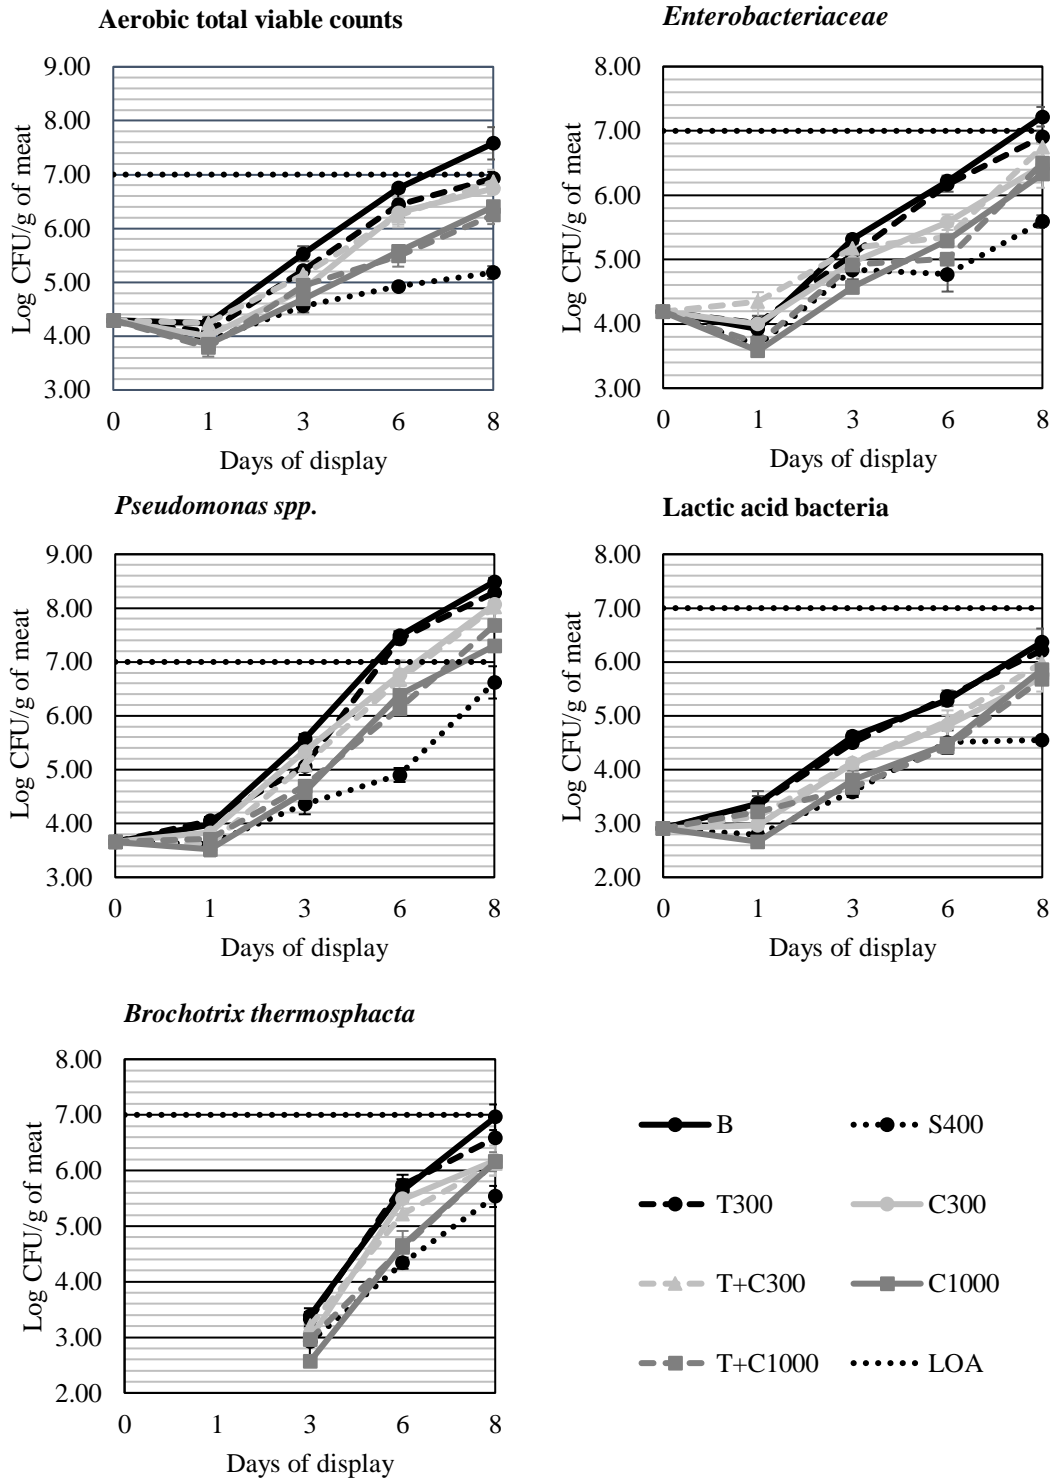 Aerobic total viable counts
Log CFU/g of meat
9.00
8.00
7.00
6.00
5.00
4.00
3.00
0 1 3 6 8
Days of display
Enterobacteriaceae
Log CFU/g of meat
8.00
7.00
6.00
5.00
4.00
3.00
0 1 3 6 8
Days of display
Pseudomonas spp.
Log CFU/g of meat
9.00
8.00
7.00
6.00
5.00
4.00
3.00
0 1 3 6 8
Days of display
Lactic acid bacteria
Log CFU/g of meat
8.00
7.00
6.00
5.00
4.00
3.00
2.00
0 1 3 6 8
Days of display
Brochotrix thermosphacta
Log CFU/g of meat
8.00
7.00
6.00
5.00
4.00
3.00
2.00
0 1 3 6 8
Days of display
B S400
T300 C300
T+C300 C1000
T+C1000 LOA